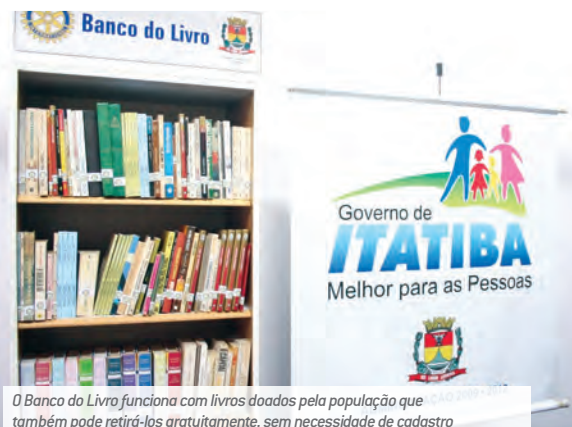 Banco do Livro
Governo de
ITATIBA
Melhor para as Pessoas
O Banco do Livro funciona com livros doados pela população que
também pode retirá-los gratuitamente, sem necessidade de cadastro